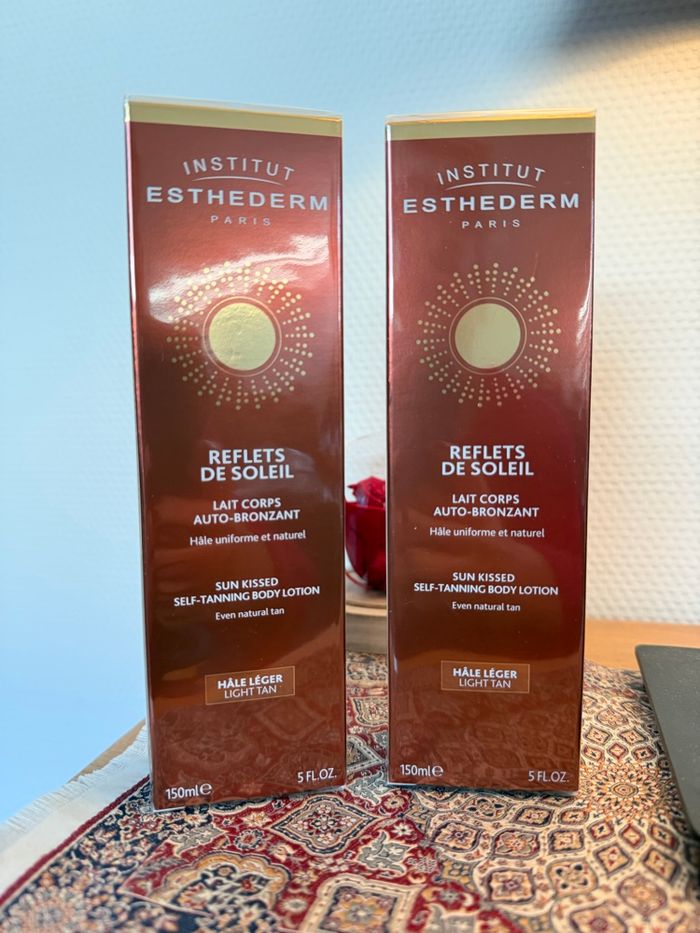 INSTITUT
ESTHEDERM
PARIS
REFLETS
DE SOLEIL
LAIT CORPS
AUTO-BRONZANT
Hâle uniforme et naturel
SUN KISSED
SELF-TANNING BODY LOTION
Even natural tan
HÂLE LÉGER
LIGHT TAN
150ml℮ 5 FL.OZ.
INSTITUT
ESTHEDERM
PARIS
REFLETS
DE SOLEIL
LAIT CORPS
AUTO-BRONZANT
Hâle uniforme et naturel
SUN KISSED
SELF-TANNING BODY LOTION
Even natural tan
HÂLE LÉGER
LIGHT TAN
150ml℮ 5 FL.OZ.